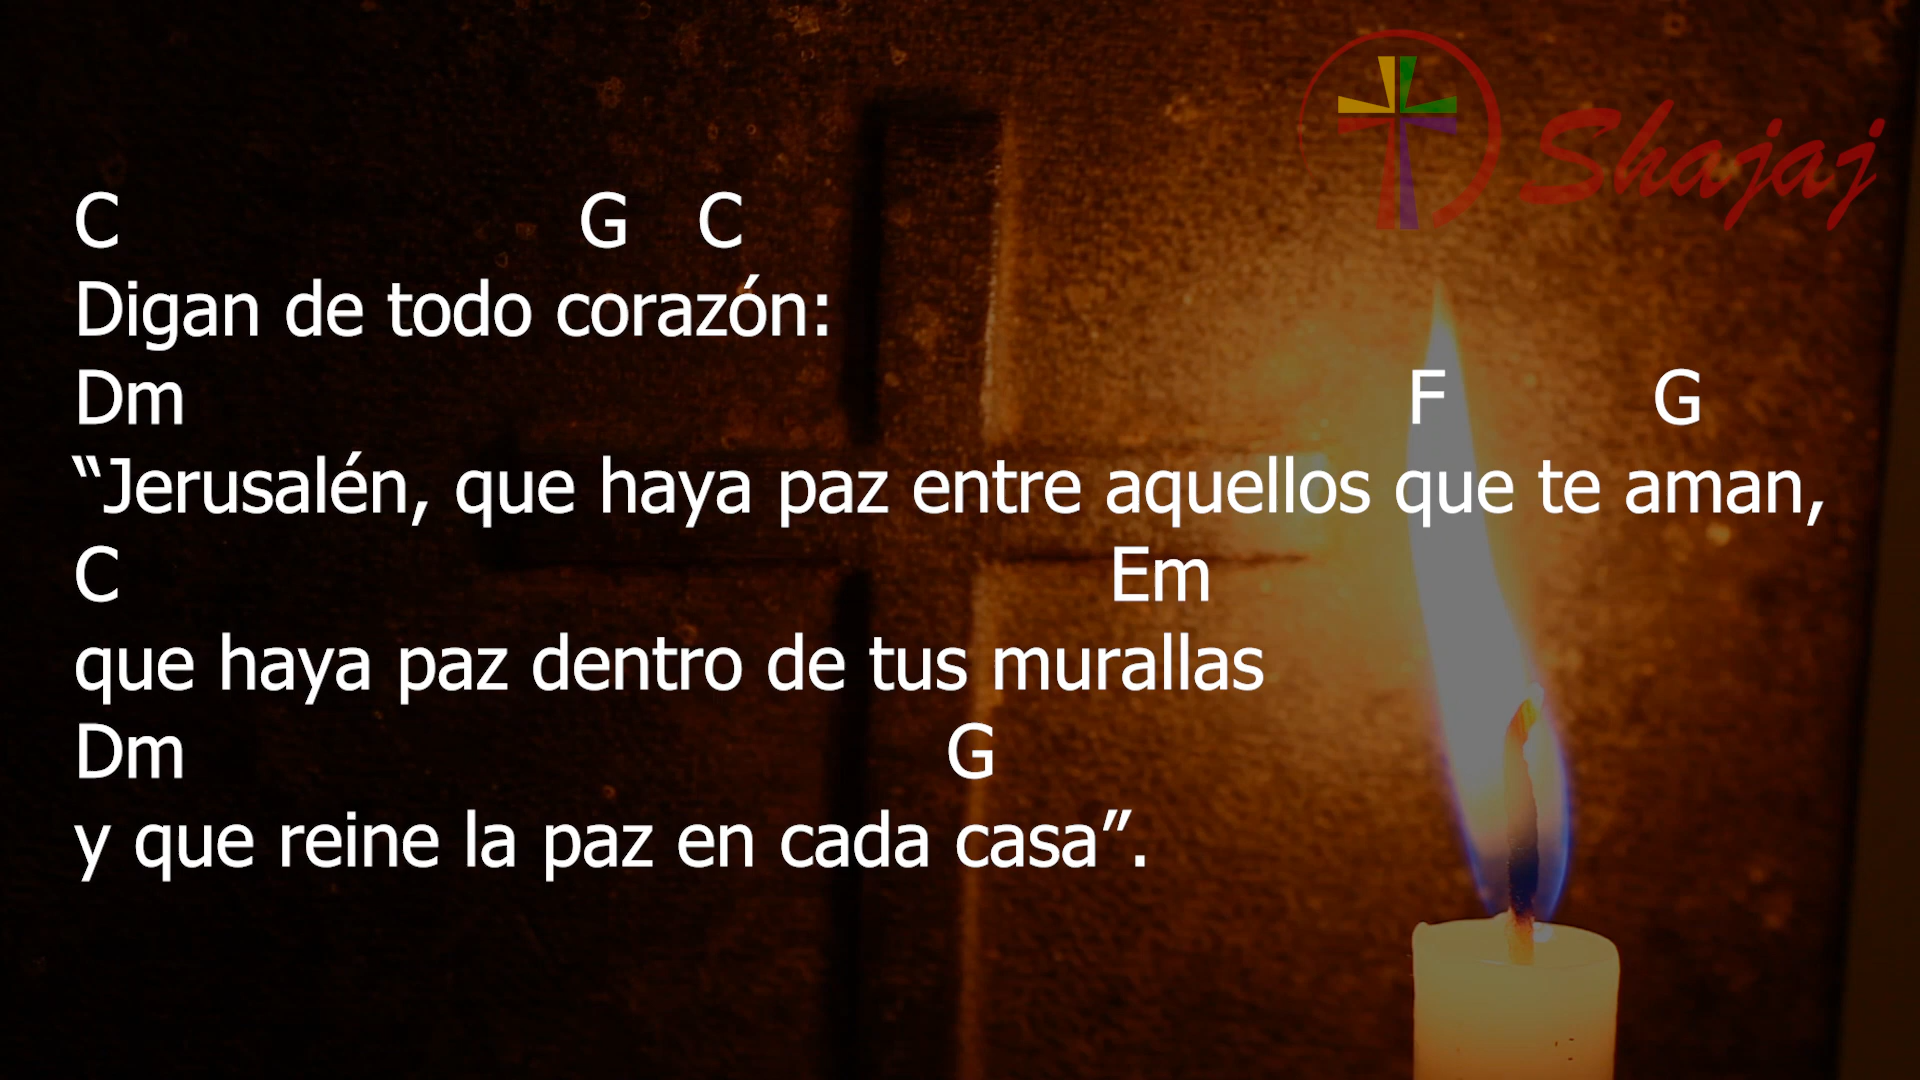 Shajaj
C G C
Digan de todo corazón:
Dm F G
“Jerusalén, que haya paz entre aquellos que te aman,
C Em
que haya paz dentro de tus murallas
Dm G
y que reine la paz en cada casa”.